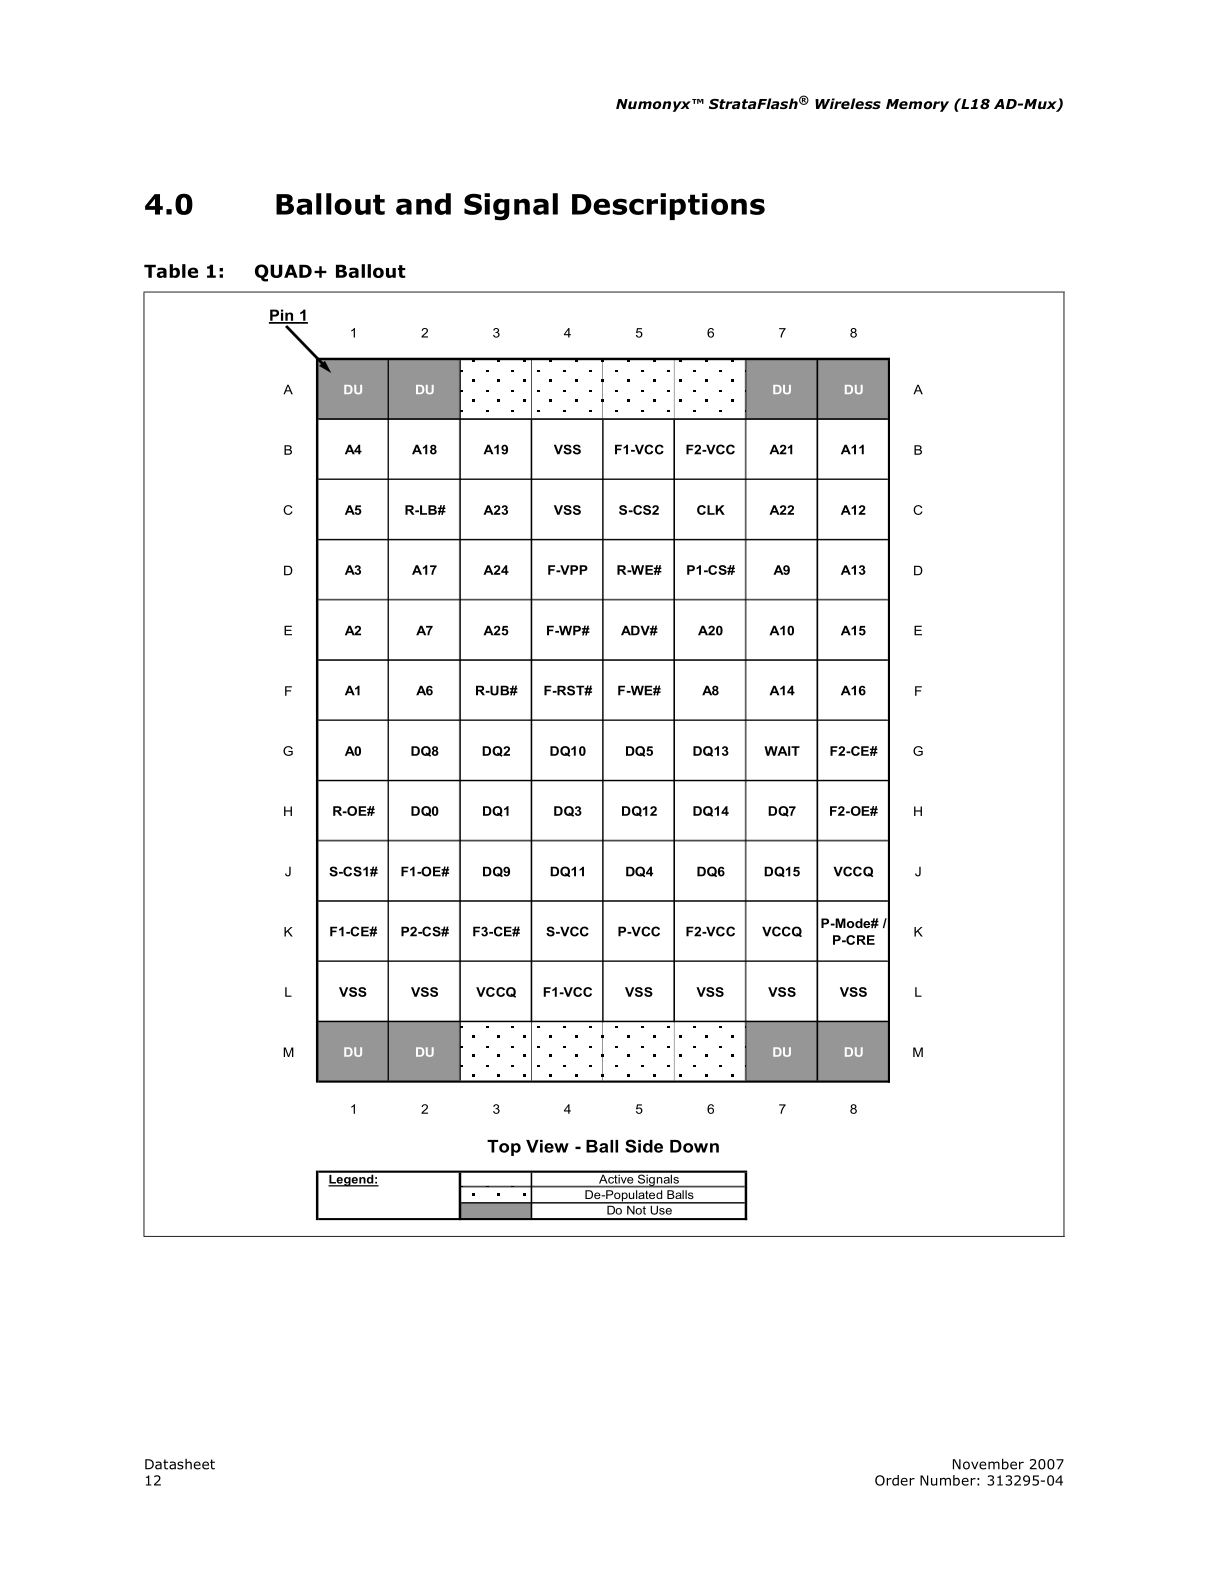 Numonyx™ StrataFlash® Wireless Memory (L18 AD-Mux)
4.0 Ballout and Signal Descriptions
Table 1: QUAD+ Ballout
Pin 1
1 2 3 4 5 6 7 8
A DU DU DU DU A
B A4 A18 A19 VSS F1-VCC F2-VCC A21 A11 B
C A5 R-LB# A23 VSS S-CS2 CLK A22 A12 C
D A3 A17 A24 F-VPP R-WE# P1-CS# A9 A13 D
E A2 A7 A25 F-WP# ADV# A20 A10 A15 E
F A1 A6 R-UB# F-RST# F-WE# A8 A14 A16 F
G A0 DQ8 DQ2 DQ10 DQ5 DQ13 WAIT F2-CE# G
H R-OE# DQ0 DQ1 DQ3 DQ12 DQ14 DQ7 F2-OE# H
J S-CS1# F1-OE# DQ9 DQ11 DQ4 DQ6 DQ15 VCCQ J
K F1-CE# P2-CS# F3-CE# S-VCC P-VCC F2-VCC VCCQ P-Mode# / P-CRE K
L VSS VSS VCCQ F1-VCC VSS VSS VSS VSS L
M DU DU DU DU M
1 2 3 4 5 6 7 8
Top View - Ball Side Down
Legend: Active Signals
De-Populated Balls
Do Not Use
Datasheet November 2007
12 Order Number: 313295-04